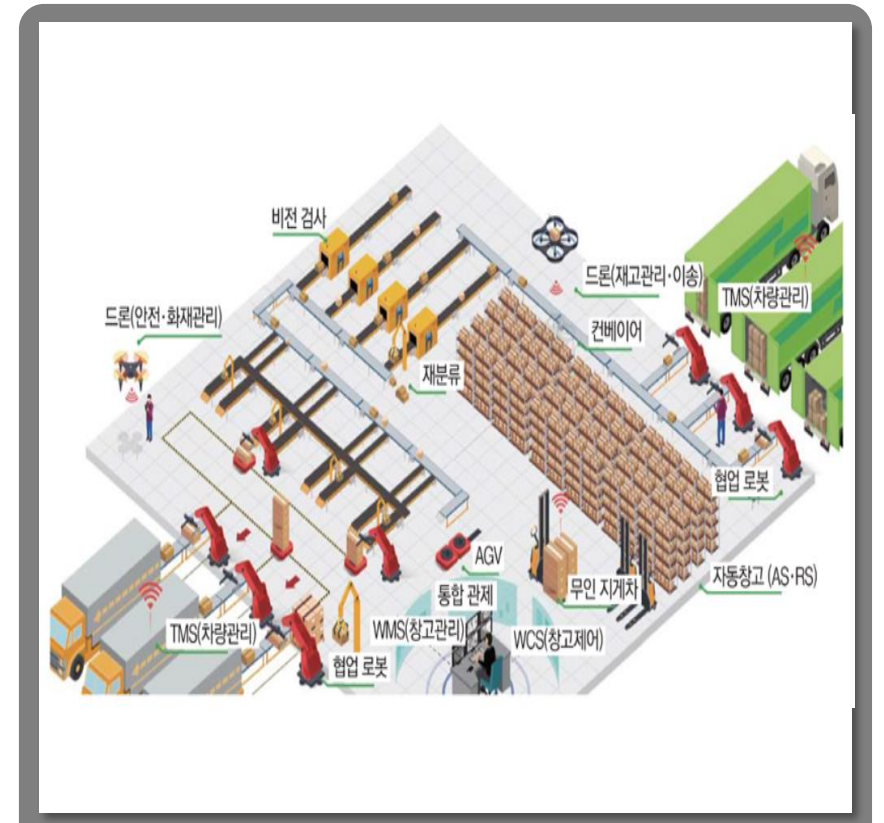 비전 검사
드론(재고관리·이송)
TMS(차량관리)
드론(안전·화재관리)
컨베이어
재분류
협업 로봇
AGV
무인 지게차
자동창고 (AS·RS)
통합 관제
WMS(창고관리)
WCS(창고제어)
TMS(차량관리)
협업 로봇